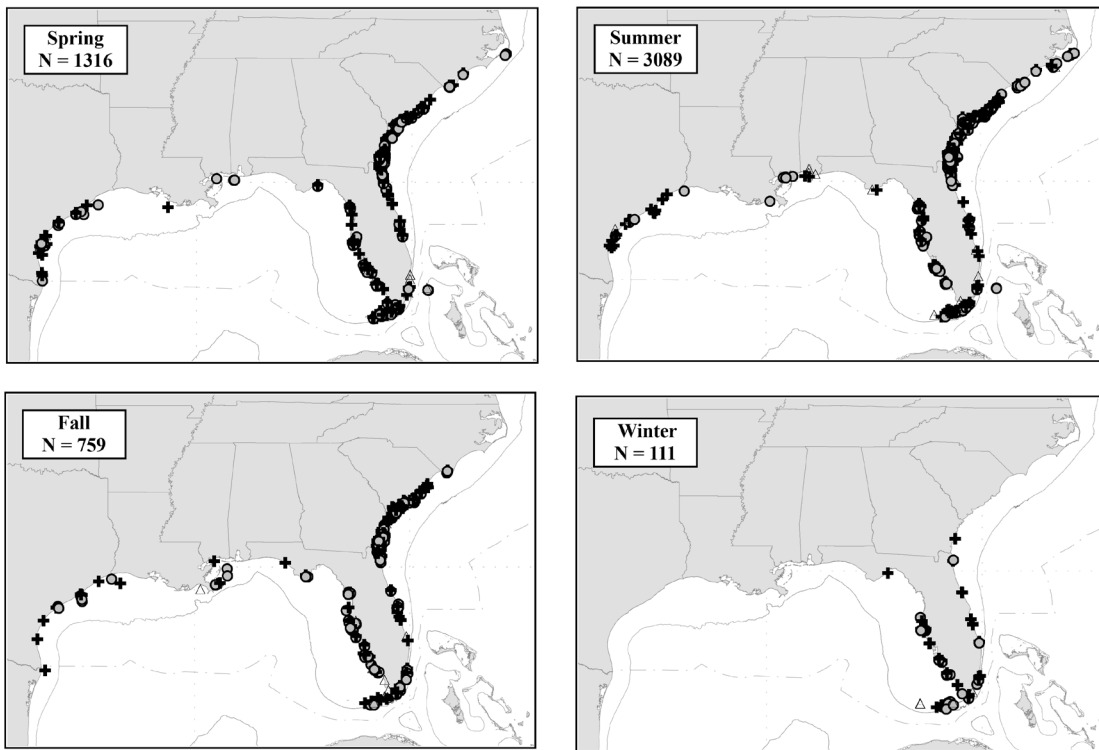 Spring
N = 1316
Summer
N = 3089
Fall
N = 759
Winter
N = 111